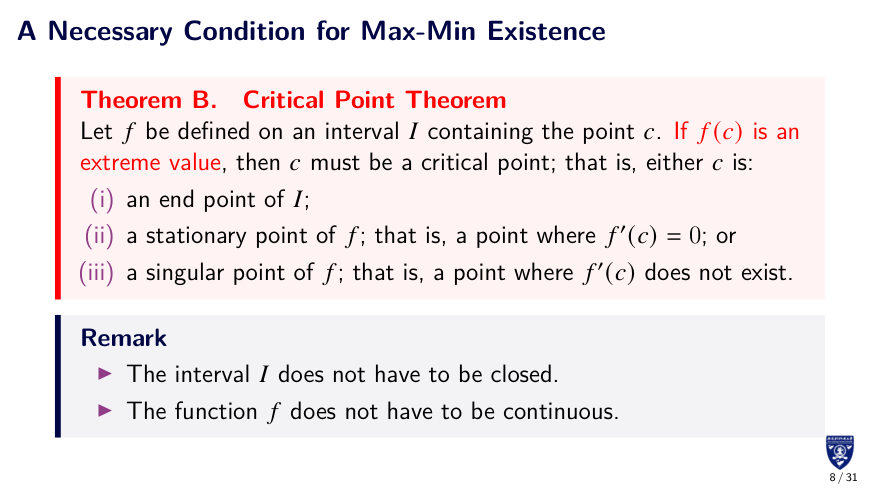 A Necessary Condition for Max-Min Existence
Theorem B. Critical Point Theorem
Let f be defined on an interval I containing the point c. If f(c) is an
extreme value, then c must be a critical point; that is, either c is:
(i) an end point of I;
(ii) a stationary point of f; that is, a point where f′(c) = 0; or
(iii) a singular point of f; that is, a point where f′(c) does not exist.
Remark
▶ The interval I does not have to be closed.
▶ The function f does not have to be continuous.
8 / 31